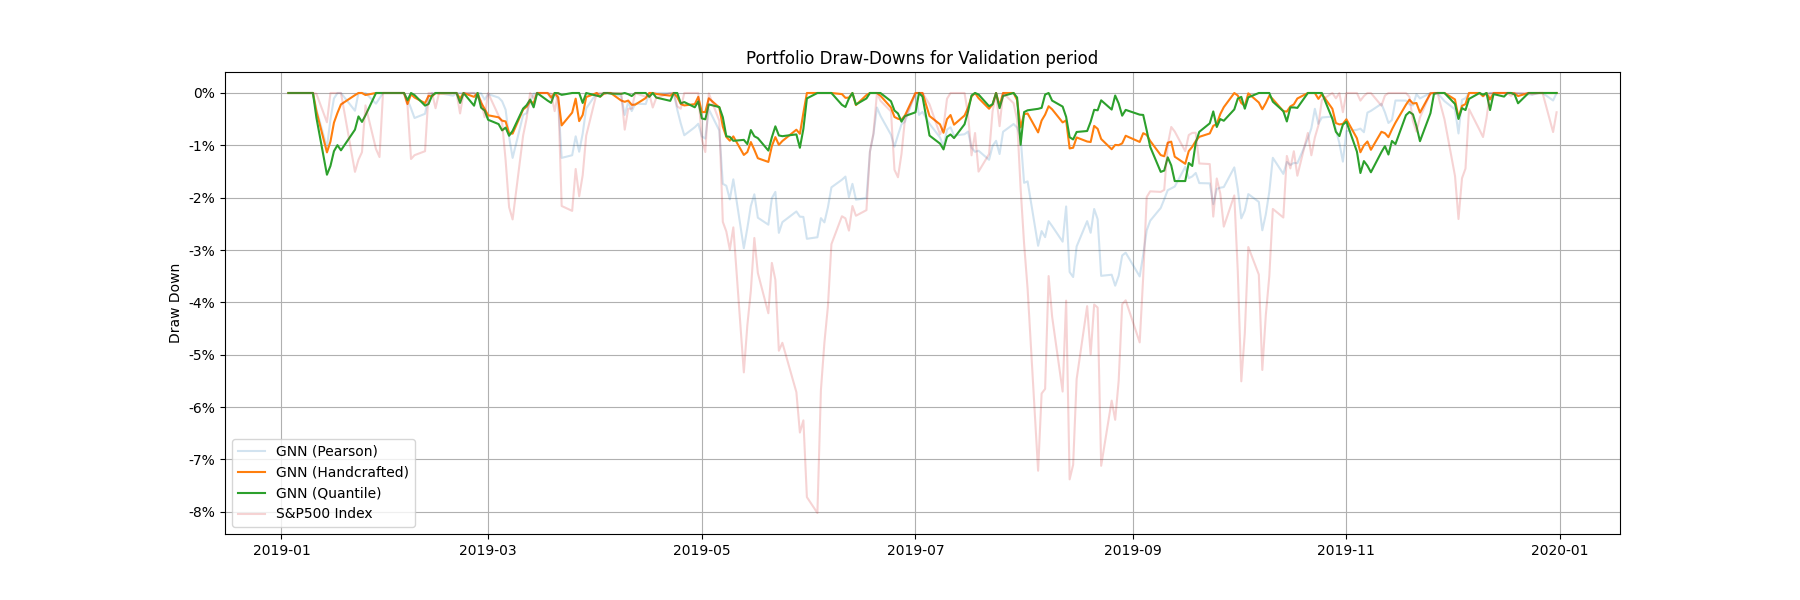 Portfolio Draw-Downs for Validation period
Draw Down
0%
-1%
-2%
-3%
-4%
-5%
-6%
-7%
-8%
GNN (Pearson)
GNN (Handcrafted)
GNN (Quantile)
S&P500 Index
2019-01 2019-03 2019-05 2019-07 2019-09 2019-11 2020-01